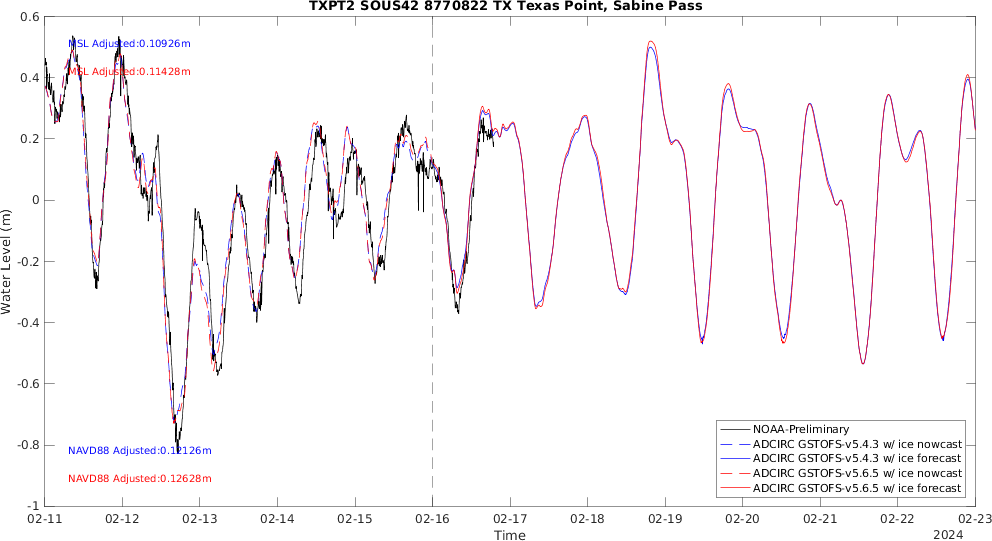 TXPT2 SOUS42 8770822 TX Texas Point, Sabine Pass
0.6
0.4
0.2
0
-0.2
-0.4
-0.6
-0.8
-1
Water Level (m)
MSL Adjusted:0.10926m
MSL Adjusted:0.11428m
NAVD88 Adjusted:0.12126m
NAVD88 Adjusted:0.12628m
NOAA-Preliminary
ADCIRC GSTOFS-v5.4.3 w/ ice nowcast
ADCIRC GSTOFS-v5.4.3 w/ ice forecast
ADCIRC GSTOFS-v5.6.5 w/ ice nowcast
ADCIRC GSTOFS-v5.6.5 w/ ice forecast
02-11 02-12 02-13 02-14 02-15 02-16 02-17 02-18 02-19 02-20 02-21 02-22 02-23
Time
2024